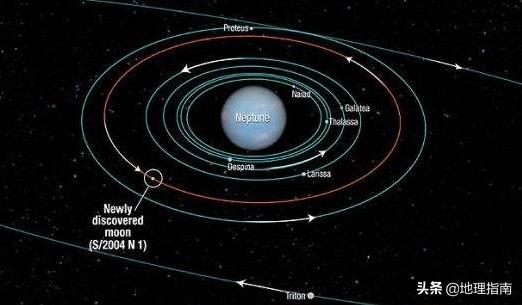 Proteus
Naiad
Galatea
Neptune
Thalassa
Despina
Larissa
Newly
discovered
moon
(S/2004 N 1)
Triton
头条 @地理指南